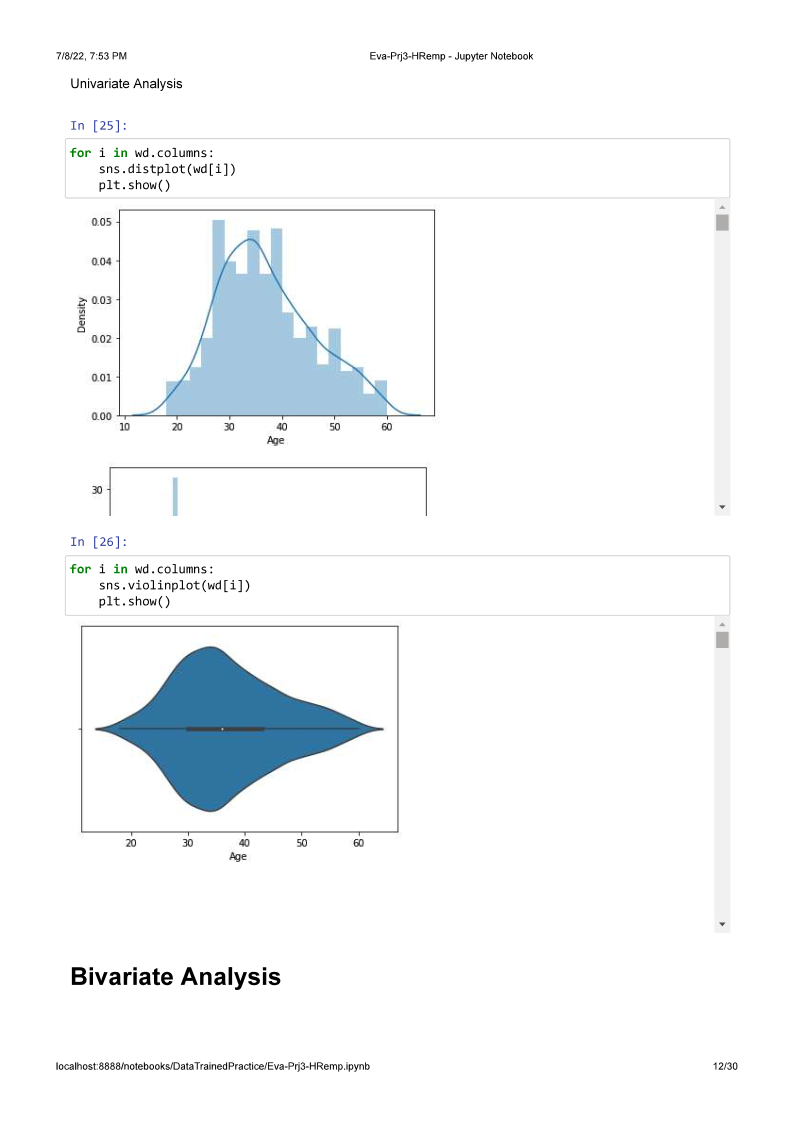 7/8/22, 7:53 PM Eva-Prj3-HRemp - Jupyter Notebook
Univariate Analysis
In [25]:
for i in wd.columns:
    sns.distplot(wd[i])
    plt.show()
0.05
0.04
0.03
0.02
0.01
0.00
Density
10 20 30 40 50 60
Age
30
In [26]:
for i in wd.columns:
    sns.violinplot(wd[i])
    plt.show()
20 30 40 50 60
Age
Bivariate Analysis
localhost:8888/notebooks/DataTrainedPractice/Eva-Prj3-HRemp.ipynb 12/30